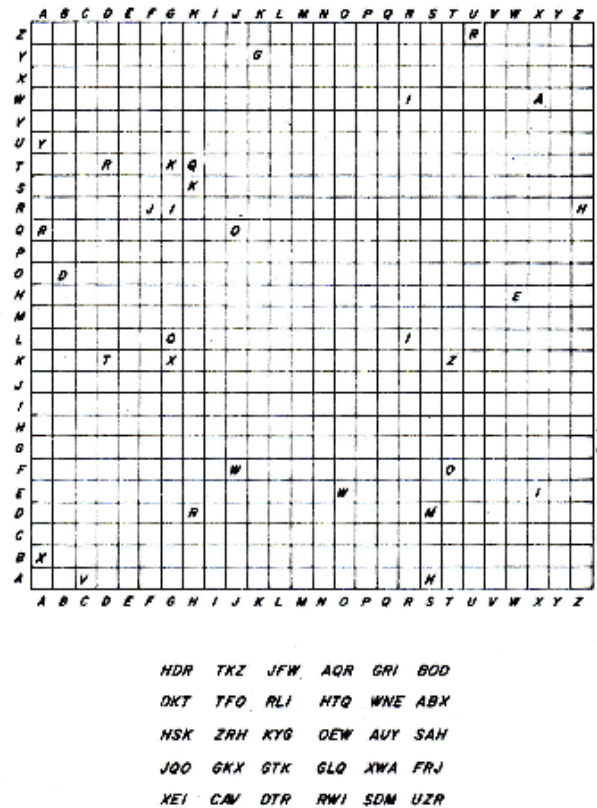 A B C D E F G H I J K L M N O P Q R S T U V W X Y Z
Z R
Y G
X
W I A
V
U Y
T R K Q
S K
R J I H
Q R O
P
O D
N E
M
L Q I
K T X Z
J
I
H
G
F W O
E W I
D R M
C
B X
A V H
A B C D E F G H I J K L M N O P Q R S T U V W X Y Z
HDR TKZ JFW AQR GRI BOD
DKT TFO RLI HTQ WNE ABX
HSK ZRH KYG OEW AUY SAH
JQO GKX GTK GLQ XWA FRJ
XEI CAV DTR RWI SDM UZR